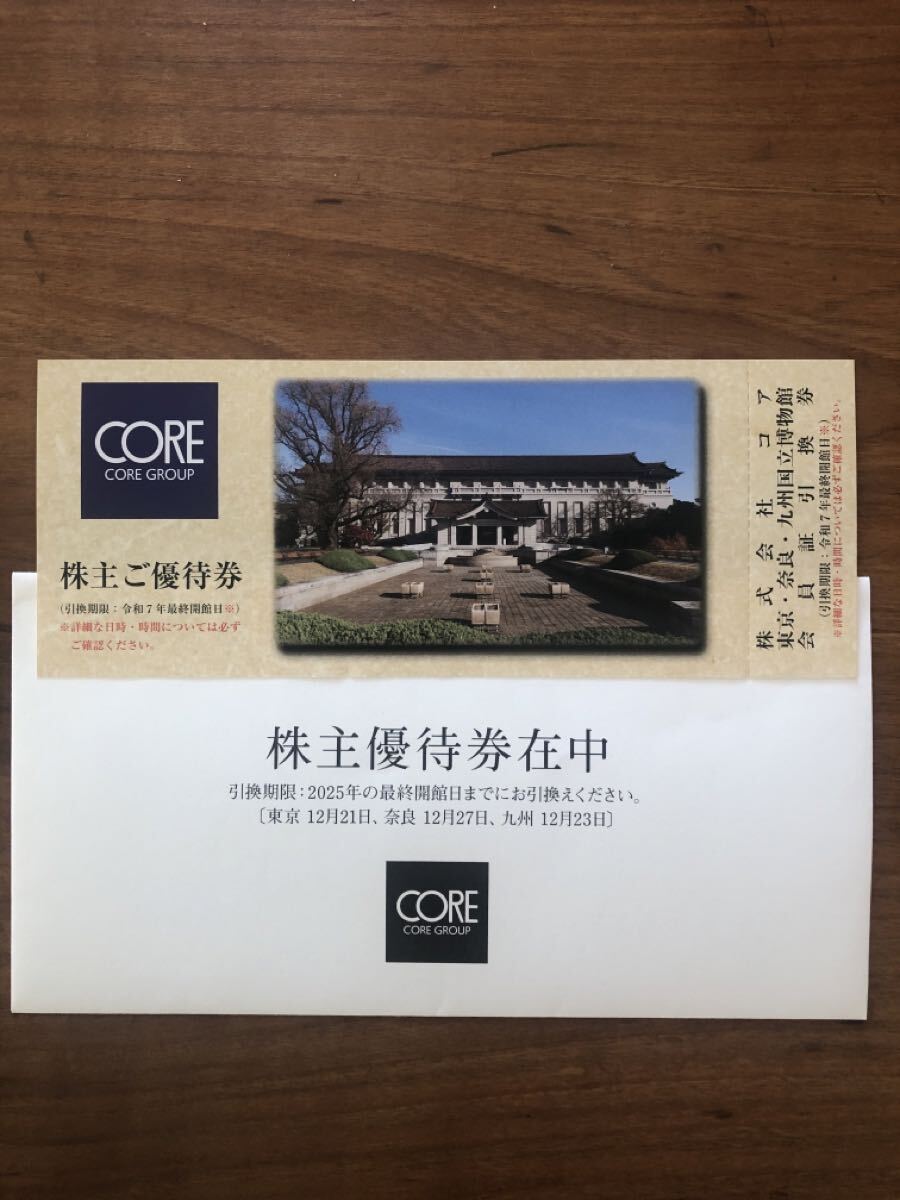 CORE
CORE GROUP
株主ご優待券
（引換期限：令和7年最終開館日※）
※詳細な日時・時間については必ず
ご確認ください。
株式会社コア
東京・奈良・九州国立博物館
会員証引換券
（引換期限：令和7年最終開館日※）
※詳細な日時・時間については必ずご確認ください。
株主優待券在中
引換期限：2025年の最終開館日までにお引換えください。
〔東京 12月21日、奈良 12月27日、九州 12月23日〕
CORE
CORE GROUP